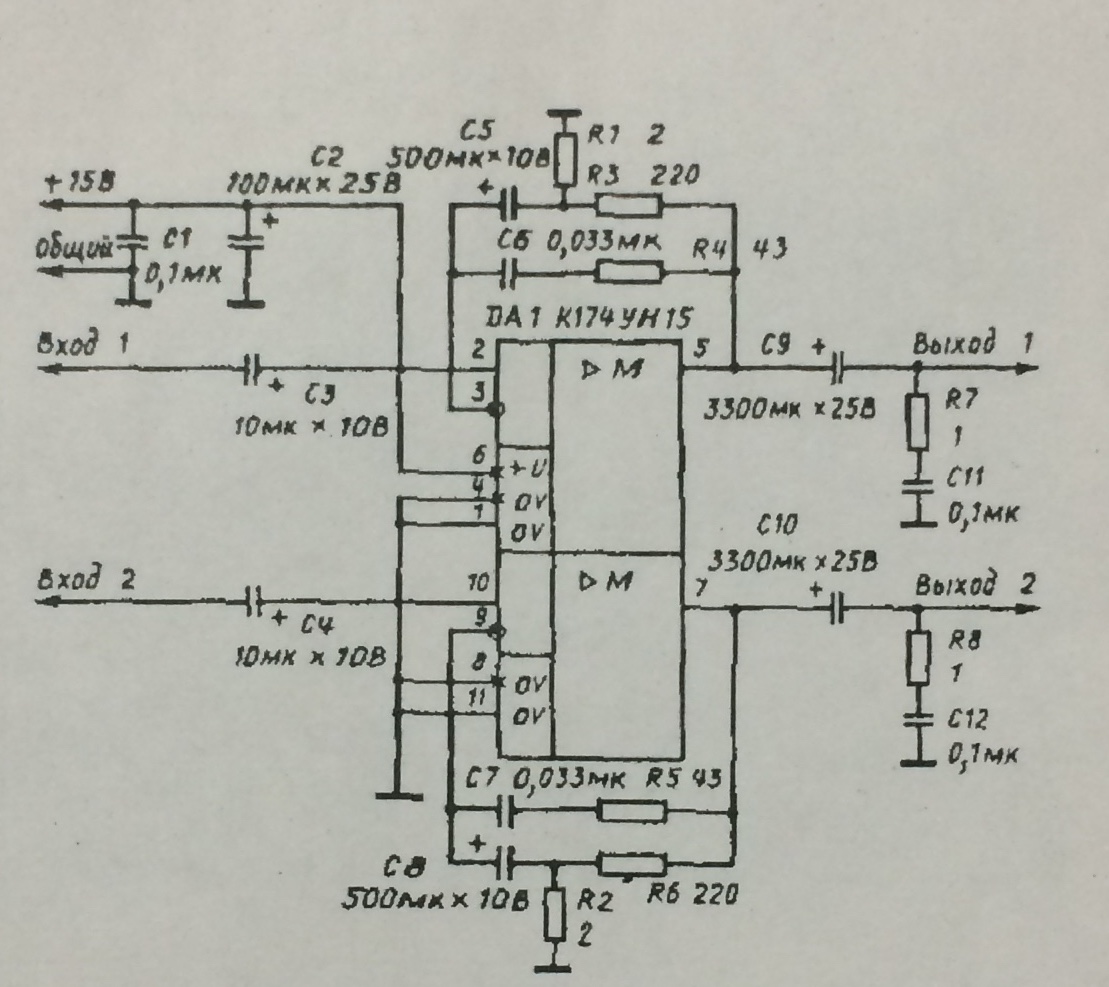 C5
500мк×10В
R1 2
C2
100мк×25В
R3 220
+15В
Общий
C1
0,1мк
C6 0,033мк
R4 43
DA1 К174УН15
Вход 1
2
5
C9 +
Выход 1
▷ M
3
+ C3
10мк × 10В
3300мк ×25В
R7
1
6
+U
C11
0,1мк
4
0V
1
0V
C10
3300мк×25В
Вход 2
10
▷ M
7
+
Выход 2
9
+ C4
10мк × 10В
R8
1
8
0V
11
0V
C12
0,1мк
C7 0,033мк R5 43
+
C8
500мк× 10В
R6 220
R2
2